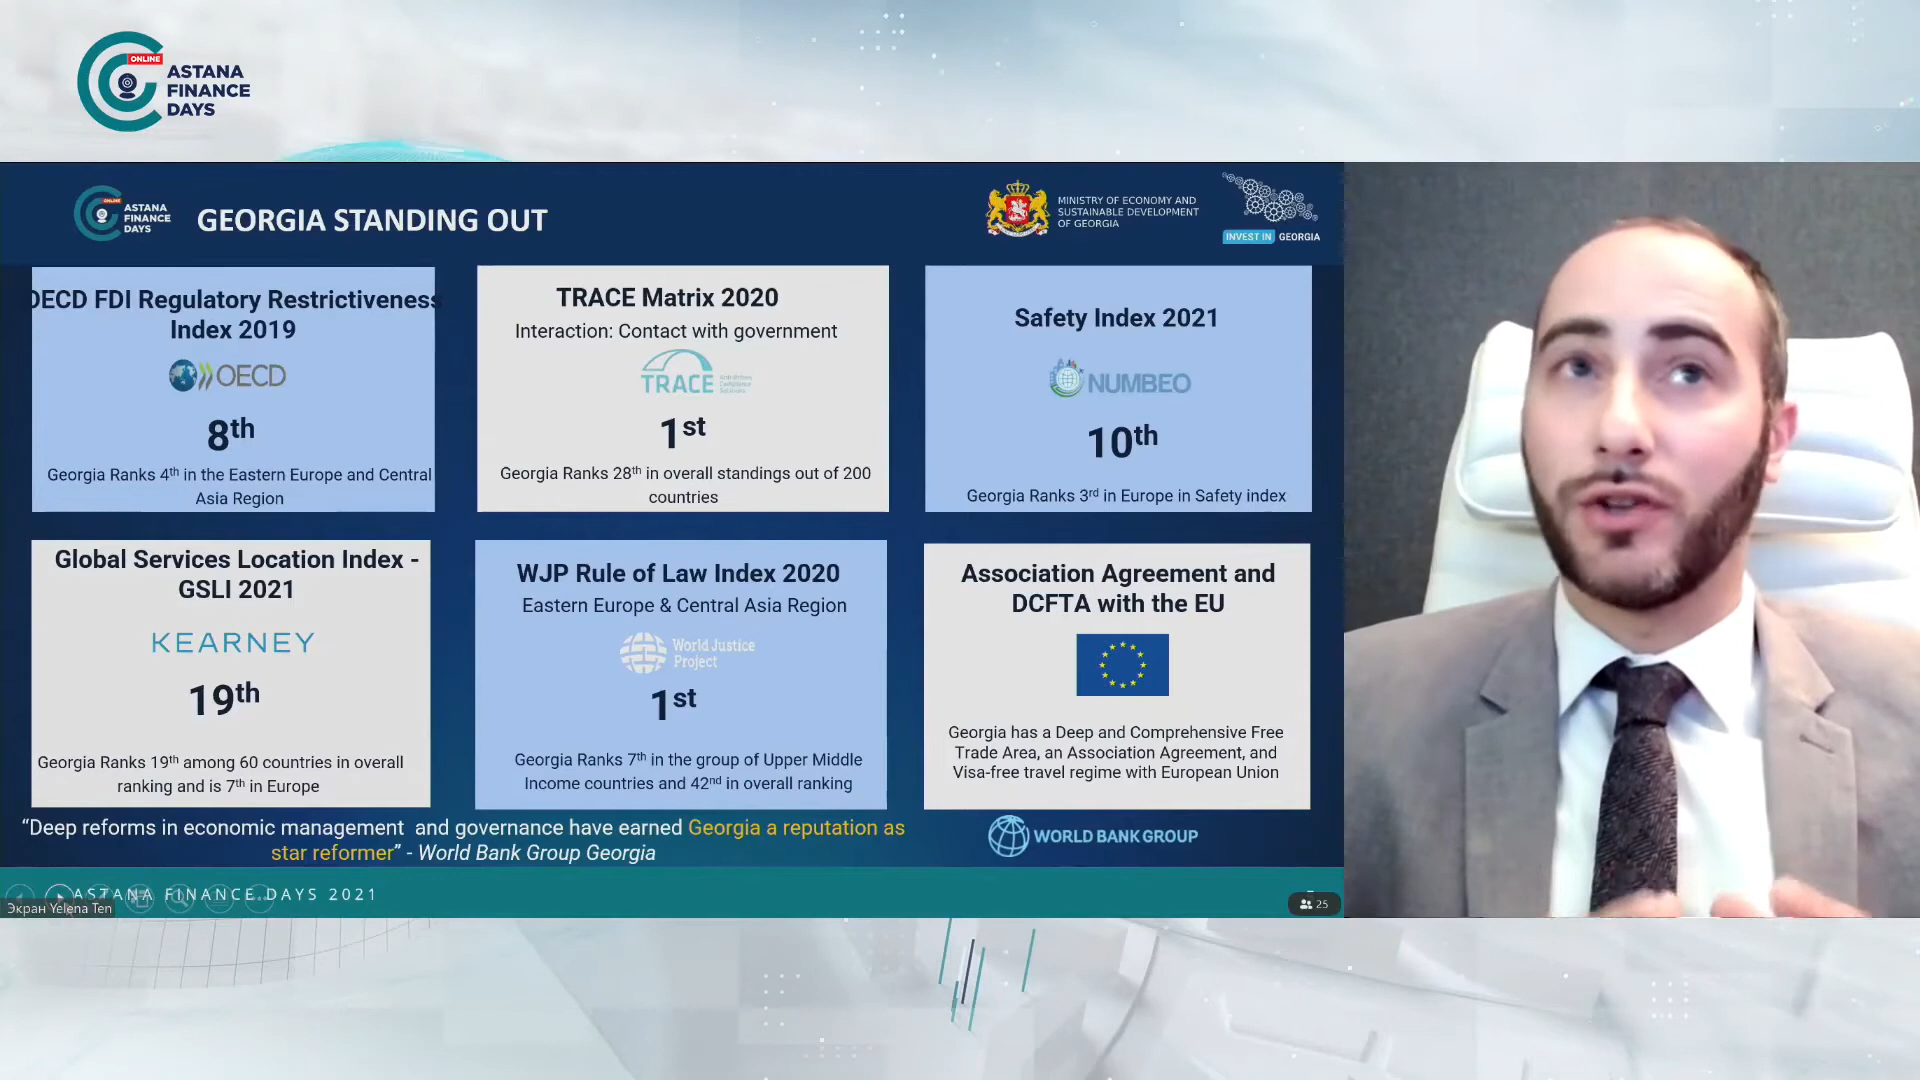 ONLINE
ASTANA
FINANCE
DAYS
ONLINE
ASTANA
FINANCE
DAYS
GEORGIA STANDING OUT
MINISTRY OF ECONOMY AND
SUSTAINABLE DEVELOPMENT
OF GEORGIA
INVEST IN GEORGIA
OECD FDI Regulatory Restrictiveness
Index 2019
OECD
8th
Georgia Ranks 4th in the Eastern Europe and Central
Asia Region
TRACE Matrix 2020
Interaction: Contact with government
TRACE
1st
Georgia Ranks 28th in overall standings out of 200
countries
Safety Index 2021
NUMBEO
10th
Georgia Ranks 3rd in Europe in Safety index
Global Services Location Index -
GSLI 2021
KEARNEY
19th
Georgia Ranks 19th among 60 countries in overall
ranking and is 7th in Europe
WJP Rule of Law Index 2020
Eastern Europe & Central Asia Region
World Justice
Project
1st
Georgia Ranks 7th in the group of Upper Middle
Income countries and 42nd in overall ranking
Association Agreement and
DCFTA with the EU
Georgia has a Deep and Comprehensive Free
Trade Area, an Association Agreement, and
Visa-free travel regime with European Union
“Deep reforms in economic management and governance have earned Georgia a reputation as
star reformer” - World Bank Group Georgia
WORLD BANK GROUP
ASTANA FINANCE DAYS 2021
Экран Yelena Ten
25